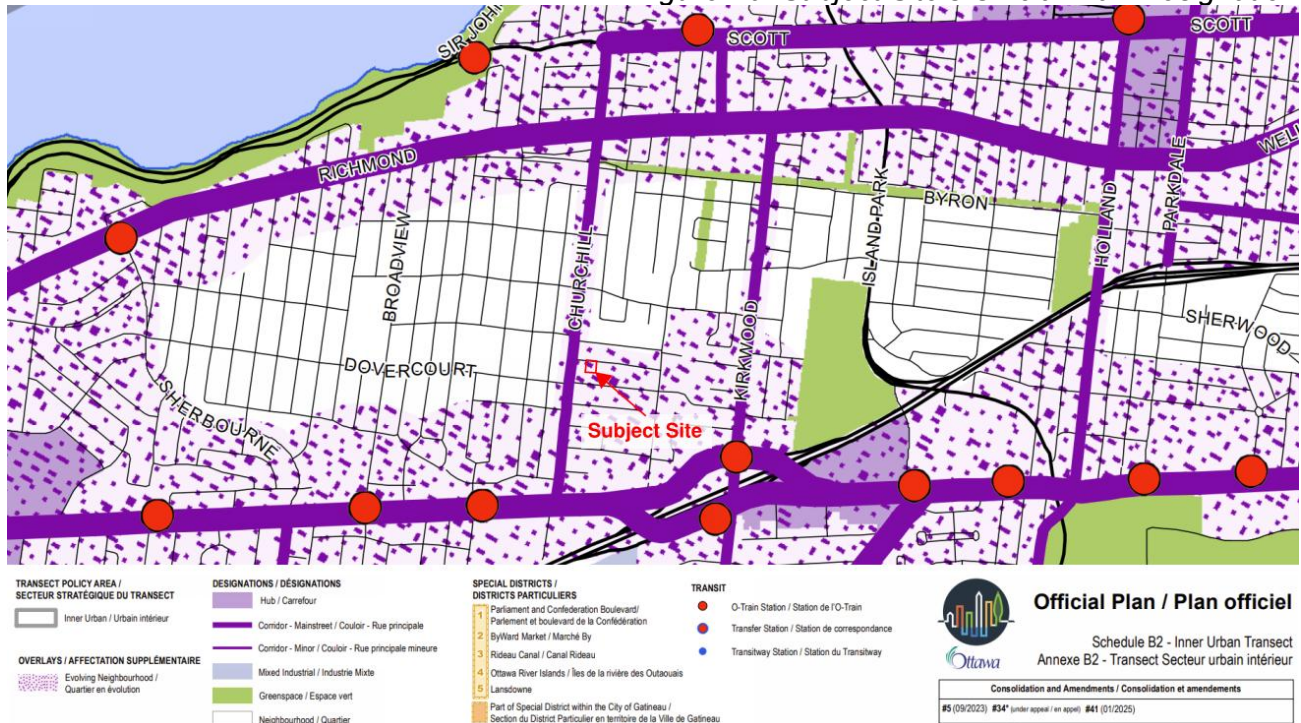 SIR JOHN
SCOTT
SCOTT
RICHMOND
WELL
PARKDALE
BYRON
HOLLAND
ISLAND PARK
BROADVIEW
CHURCHILL
KIRKWOOD
SHERWOOD
DOVERCOURT
SHERBOURNE
Subject Site
TRANSECT POLICY AREA /
SECTEUR STRATÉGIQUE DU TRANSECT
Inner Urban / Urbain intérieur
OVERLAYS / AFFECTATION SUPPLÉMENTAIRE
Evolving Neighbourhood /
Quartier en évolution
DESIGNATIONS / DÉSIGNATIONS
Hub / Carrefour
Corridor - Mainstreet / Couloir - Rue principale
Corridor - Minor / Couloir - Rue principale mineure
Mixed Industrial / Industrie Mixte
Greenspace / Espace vert
Neighbourhood / Quartier
SPECIAL DISTRICTS /
DISTRICTS PARTICULIERS
1 Parliament and Confederation Boulevard/
Parlement et boulevard de la Confédération
2 ByWard Market / Marché By
3 Rideau Canal / Canal Rideau
4 Ottawa River Islands / Îles de la rivière des Outaouais
5 Lansdowne
Part of Special District within the City of Gatineau /
Section du District Particulier en territoire de la Ville de Gatineau
TRANSIT
O-Train Station / Station de l'O-Train
Transfer Station / Station de correspondance
Transitway Station / Station du Transitway
Ottawa
Official Plan / Plan officiel
Schedule B2 - Inner Urban Transect
Annexe B2 - Transect Secteur urbain intérieur
Consolidation and Amendments / Consolidation et amendements
#5 (09/2023) #34* (under appeal / en appel) #41 (01/2025)